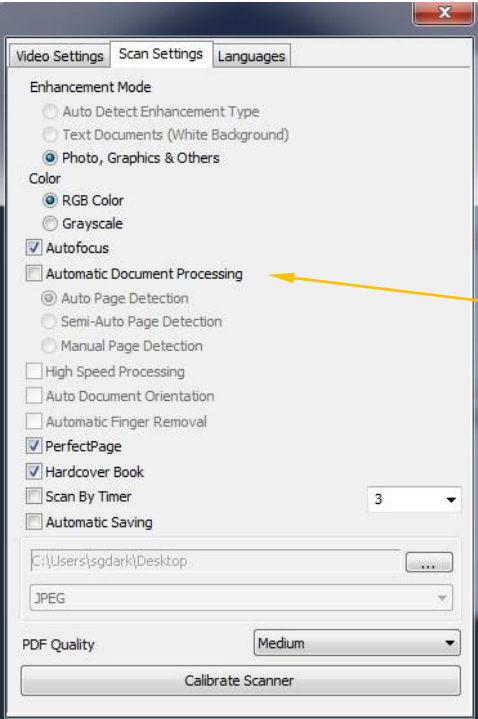 Video Settings Scan Settings Languages
Enhancement Mode
Auto Detect Enhancement Type
Text Documents (White Background)
Photo, Graphics & Others
Color
RGB Color
Grayscale
Autofocus
Automatic Document Processing
Auto Page Detection
Semi-Auto Page Detection
Manual Page Detection
High Speed Processing
Auto Document Orientation
Automatic Finger Removal
PerfectPage
Hardcover Book
Scan By Timer 3
Automatic Saving
C:\Users\sgdark\Desktop ...
JPEG
PDF Quality Medium
Calibrate Scanner